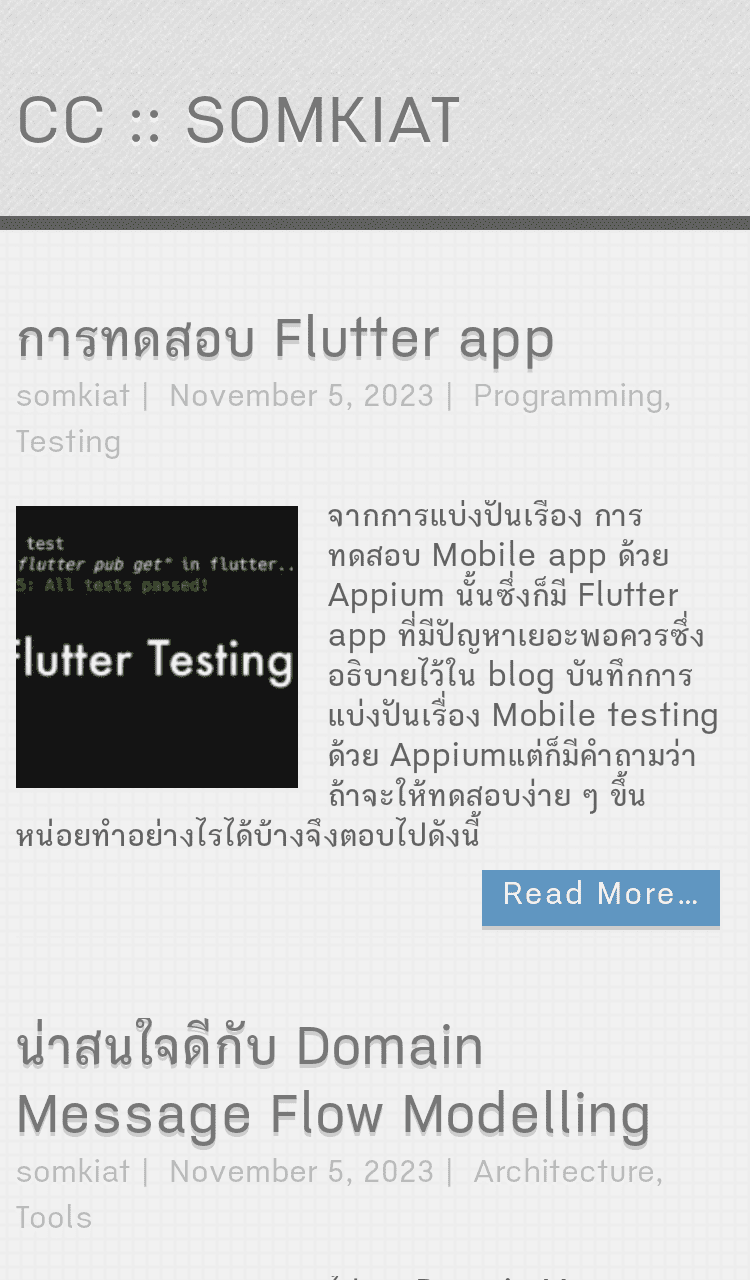 CC :: SOMKIAT
การทดสอบ Flutter app
somkiat | November 5, 2023 | Programming,
Testing
test
flutter pub get" in flutter..
5: All tests passed!
Flutter Testing
จากการแบ่งปันเรื่อง การ
ทดสอบ Mobile app ด้วย
Appium นั้นซึ่งก็มี Flutter
app ที่มีปัญหาเยอะพอควรซึ่ง
อธิบายไว้ใน blog บันทึกการ
แบ่งปันเรื่อง Mobile testing
ด้วย Appiumแต่ก็มีคำถามว่า
ถ้าจะให้ทดสอบง่าย ๆ ขึ้น
หน่อยทำอย่างไรได้บ้างจึงตอบไปดังนี้
Read More…
น่าสนใจดีกับ Domain
Message Flow Modelling
somkiat | November 5, 2023 | Architecture,
Tools